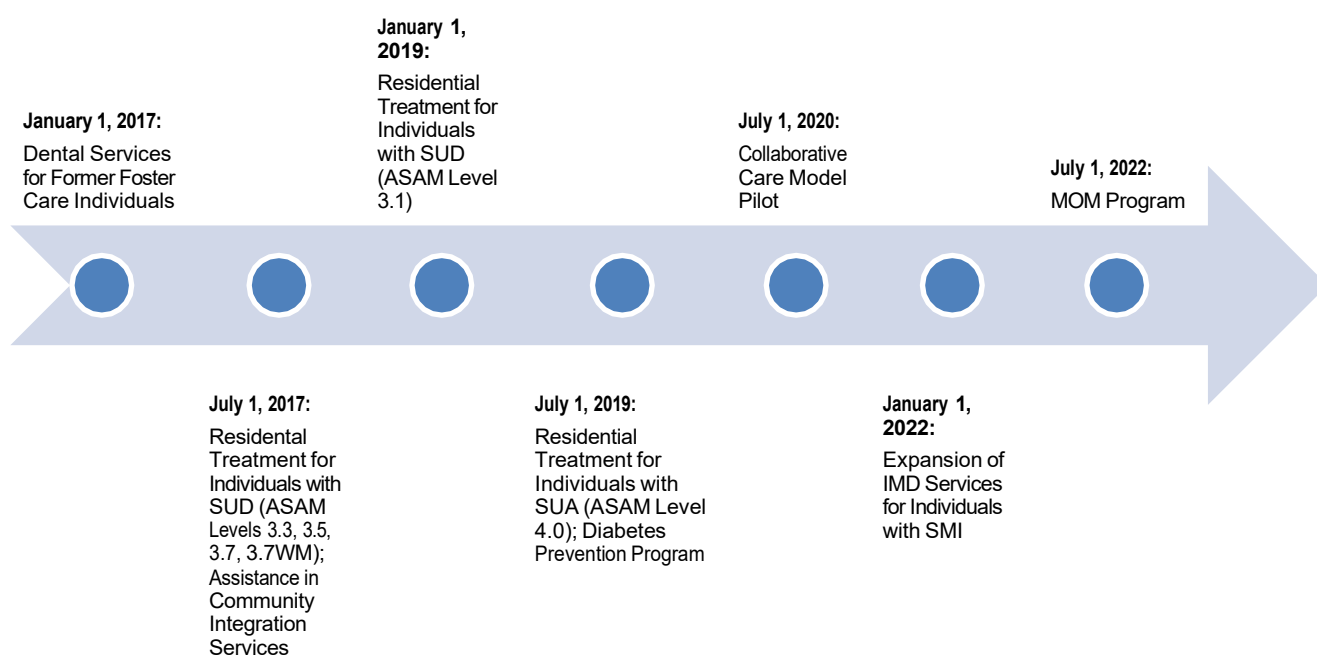 January 1, 2017:
Dental Services
for Former Foster
Care Individuals
July 1, 2017:
Residental
Treatment for
Individuals with
SUD (ASAM
Levels 3.3, 3.5,
3.7, 3.7WM);
Assistance in
Community
Integration
Services
January 1,
2019:
Residential
Treatment for
Individuals
with SUD
(ASAM Level
3.1)
July 1, 2019:
Residential
Treatment for
Individuals with
SUA (ASAM Level
4.0); Diabetes
Prevention Program
July 1, 2020:
Collaborative
Care Model
Pilot
January 1,
2022:
Expansion of
IMD Services
for Individuals
with SMI
July 1, 2022:
MOM Program